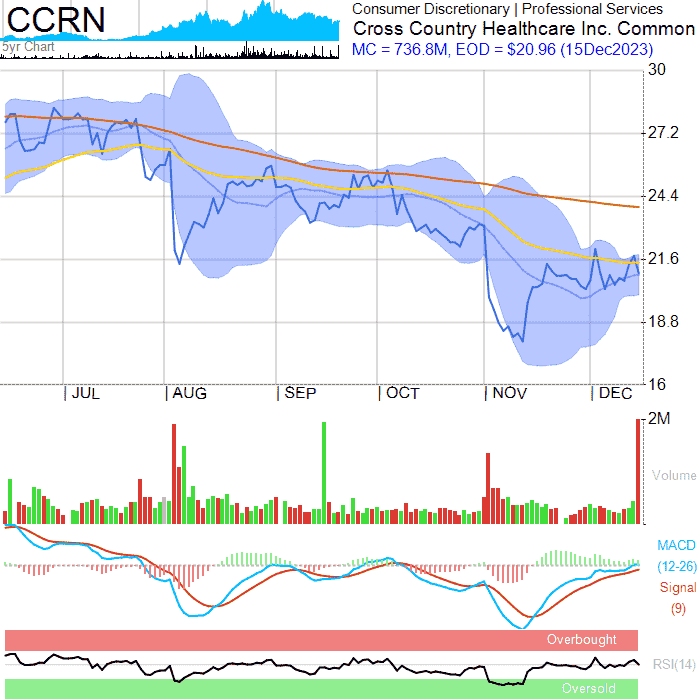 CCRN
5yr Chart
Consumer Discretionary | Professional Services
Cross Country Healthcare Inc. Common
MC = 736.8M, EOD = $20.96 (15Dec2023)
30
27.2
24.4
21.6
18.8
16
JUL AUG SEP OCT NOV DEC
2M
Volume
MACD
(12-26)
Signal
(9)
Overbought
RSI(14)
Oversold